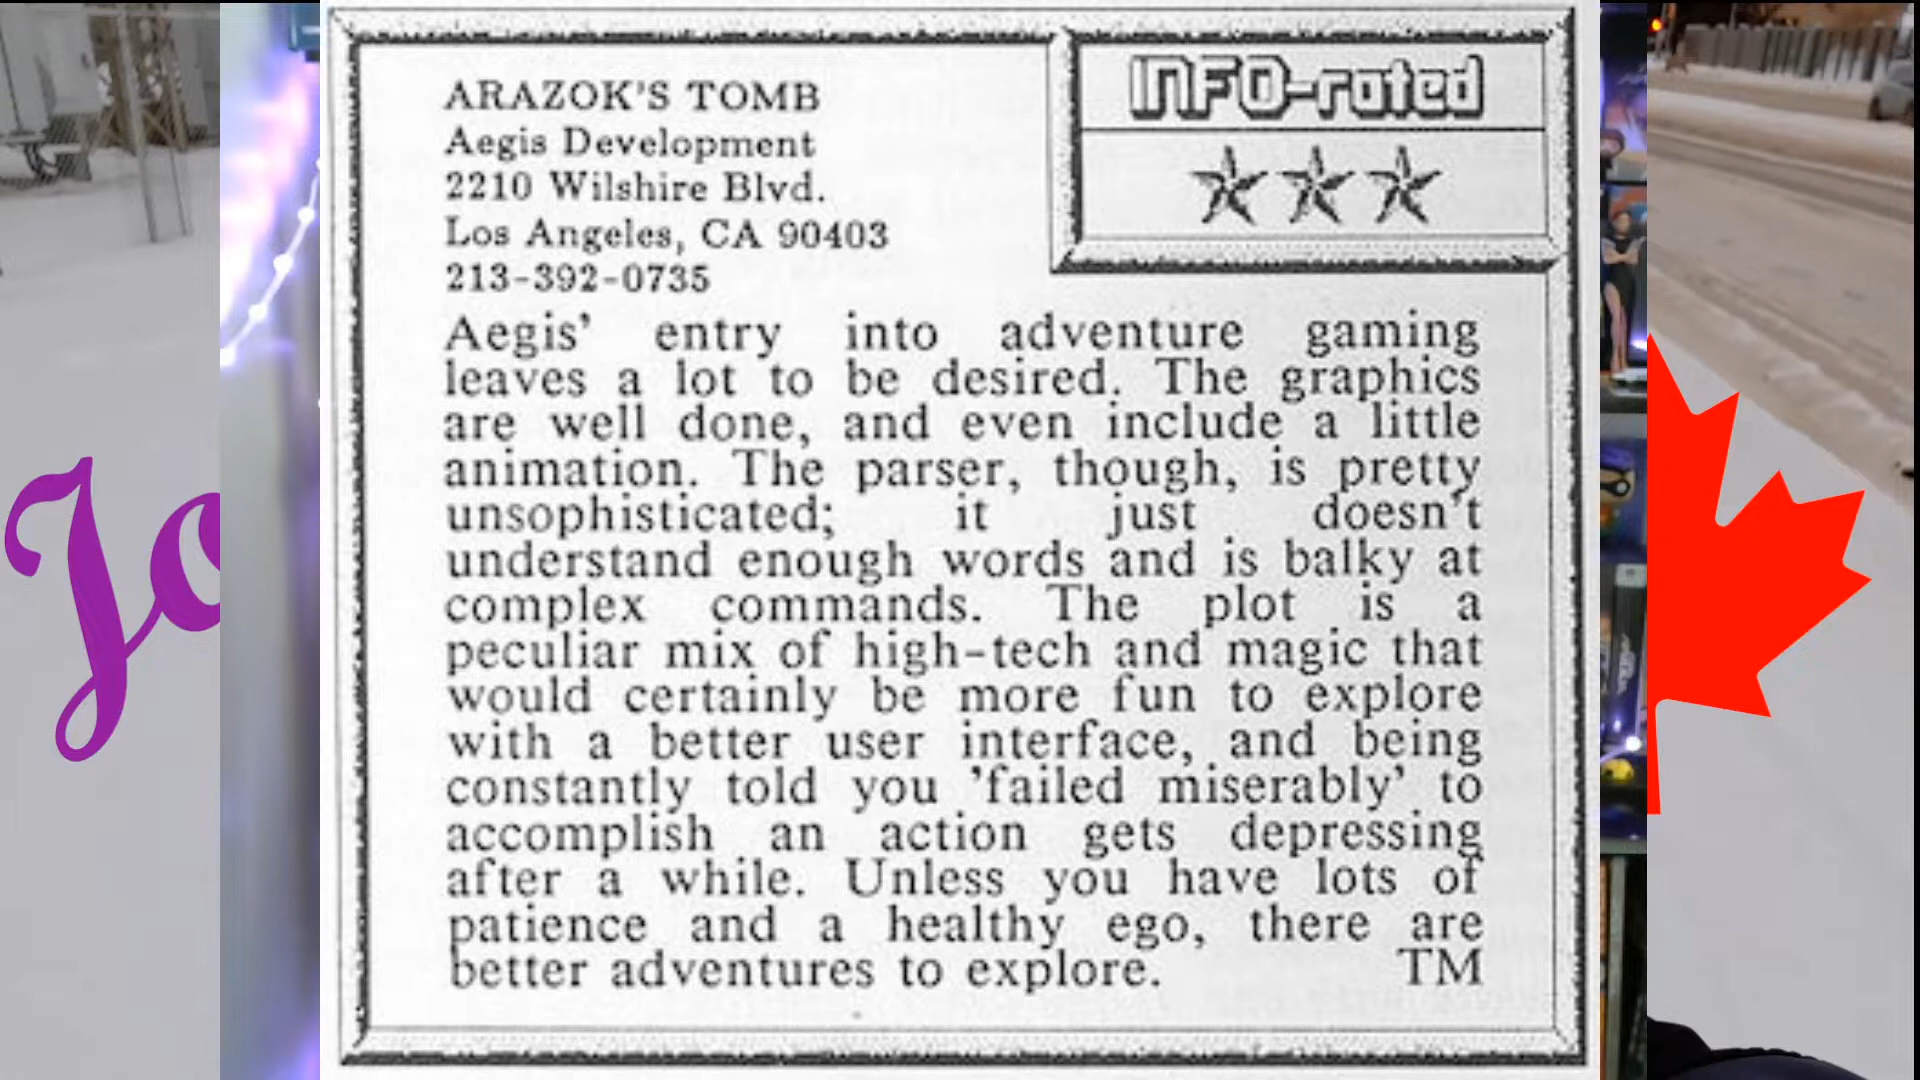 ARAZOK'S TOMB
Aegis Development
2210 Wilshire Blvd.
Los Angeles, CA 90403
213-392-0735
INFO-rated
Aegis' entry into adventure gaming
leaves a lot to be desired. The graphics
are well done, and even include a little
animation. The parser, though, is pretty
unsophisticated; it just doesn't
understand enough words and is balky at
complex commands. The plot is a
peculiar mix of high-tech and magic that
would certainly be more fun to explore
with a better user interface, and being
constantly told you 'failed miserably' to
accomplish an action gets depressing
after a while. Unless you have lots of
patience and a healthy ego, there are
better adventures to explore. TM
Jo